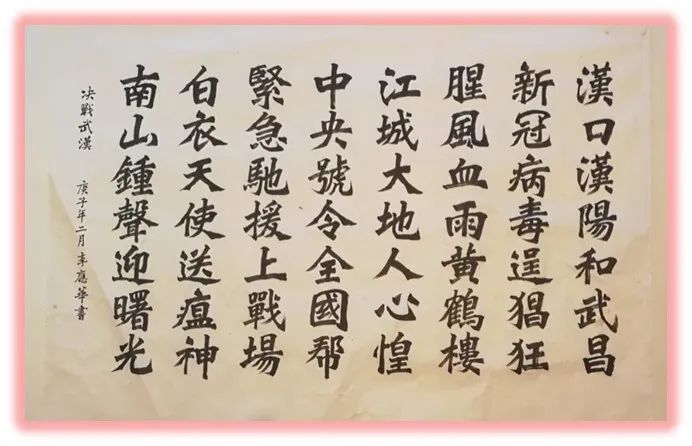 漢口漢陽和武昌
新冠病毒逞猖狂
腥風血雨黄鶴樓
江城大地人心惶
中央號令全國帮
緊急馳援上戰場
白衣天使送瘟神
南山鍾聲迎曙光
决戰武漢 庚子年二月李應華書